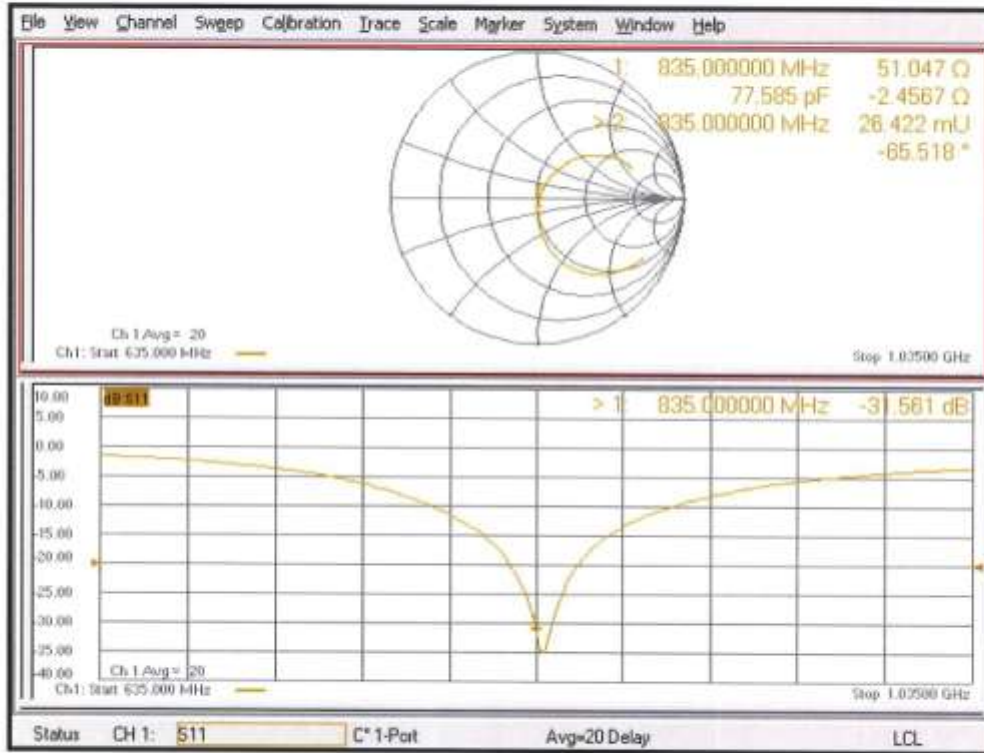 File View Channel Sweep Calibration Trace Scale Marker System Window Help
1: 835.000000 MHz 51.047 Ω
77.585 pF -2.4567 Ω
> 2: 835.000000 MHz 26.422 mU
-65.518 °
Ch 1 Avg = 20
Ch1: Start 635.000 MHz
Stop 1.03500 GHz
10.00
dB S11
> 1: 835.000000 MHz -31.561 dB
5.00
0.00
-5.00
-10.00
-15.00
-20.00
-25.00
-30.00
-35.00
-40.00
Ch 1 Avg = 20
Ch1: Start 635.000 MHz
Stop 1.03500 GHz
Status CH 1: S11 C* 1-Port Avg=20 Delay LCL